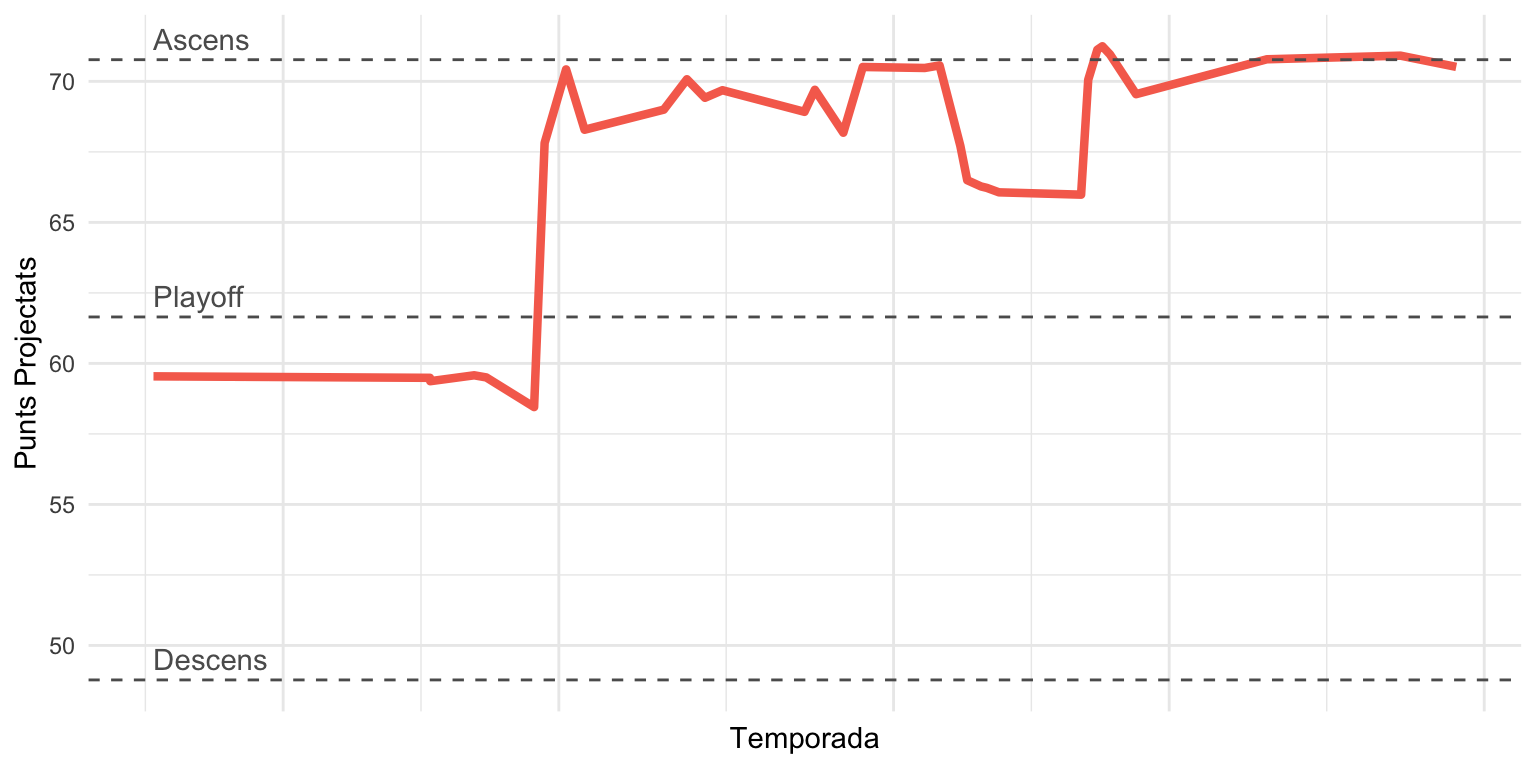 Ascens
70
65
Playoff
60
55
50
Descens
Punts Projectats
Temporada